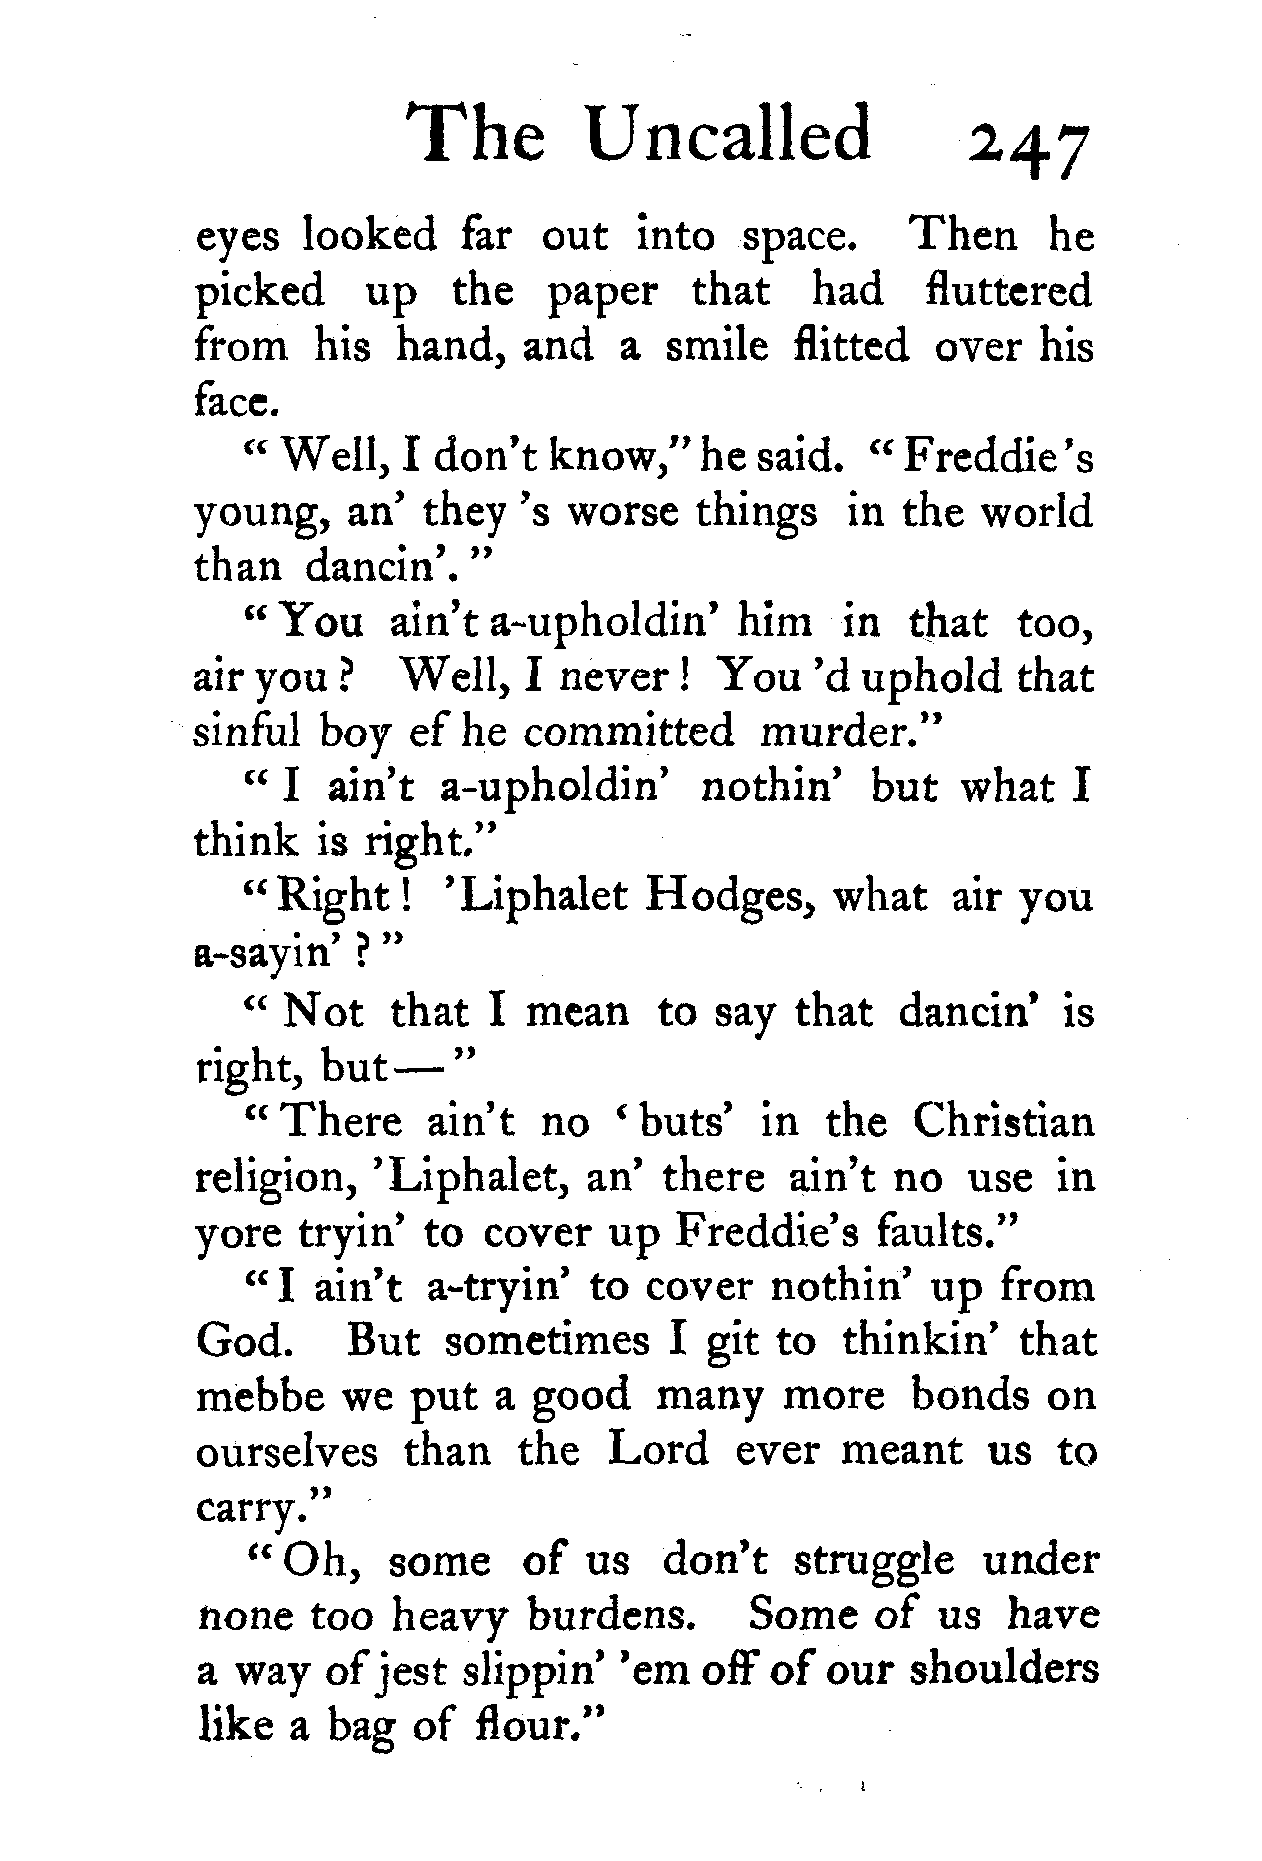 The Uncalled 247
eyes looked far out into space. Then he
picked up the paper that had fluttered
from his hand, and a smile flitted over his
face.
“ Well, I don’t know,” he said. “ Freddie ’s
young, an’ they ’s worse things in the world
than dancin’. ”
“ You ain’t a-upholdin’ him in that too,
air you ? Well, I never ! You ’d uphold that
sinful boy ef he committed murder.”
“ I ain’t a-upholdin’ nothin’ but what I
think is right.”
“ Right ! ’Liphalet Hodges, what air you
a-sayin’ ? ”
“ Not that I mean to say that dancin’ is
right, but— ”
“ There ain’t no ‘ buts’ in the Christian
religion, ’Liphalet, an’ there ain’t no use in
yore tryin’ to cover up Freddie’s faults.”
“ I ain’t a-tryin’ to cover nothin’ up from
God. But sometimes I git to thinkin’ that
mebbe we put a good many more bonds on
ourselves than the Lord ever meant us to
carry.”
“ Oh, some of us don’t struggle under
none too heavy burdens. Some of us have
a way of jest slippin’ ’em off of our shoulders
like a bag of flour.”